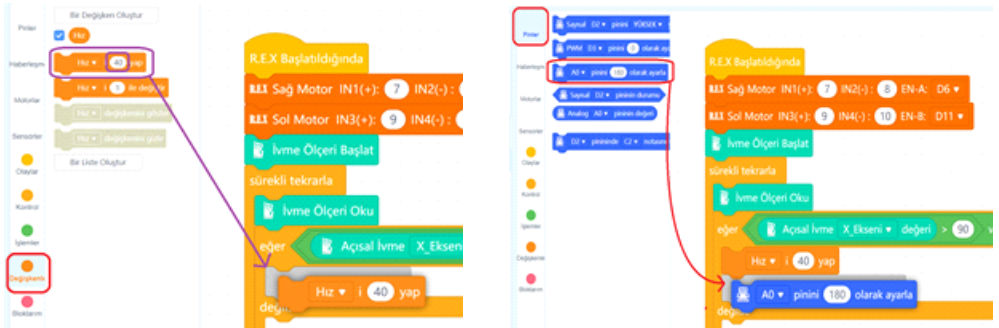 Bir Değişken Oluştur
Hız
Hız i 40 yap
Hız i 1 ile değiştir
Hız değişkenini göster
Hız değişkenini gizle
Bir Liste Oluştur
Pinler
Haberleşme
Motorlar
Sensörler
Olaylar
Kontrol
İşlemler
Değişkenler
Bloklarım
R.E.X Başlatıldığında
R.E.X Sağ Motor IN1(+): 7 IN2(-) :
R.E.X Sol Motor IN3(+): 9 IN4(-) :
İvme Ölçeri Başlat
sürekli tekrarla
İvme Ölçeri Oku
eğer Açısal İvme X_Ekseni
Hız i 40 yap
değ
Pinler
Haberleşme
Motorlar
Sensörler
Olaylar
Kontrol
İşlemler
Değişkenler
Bloklarım
Sayısal D2 pinini YÜKSEK
PWM D3 pinini 0 olarak aya
A0 pinini 180 olarak ayarla
Sayısal D2 pininin durumu
Analog A0 pininin değeri
D2 pininde C2 notasını
R.E.X Başlatıldığında
R.E.X Sağ Motor IN1(+): 7 IN2(-) : 8 EN-A: D6
R.E.X Sol Motor IN3(+): 9 IN4(-) : 10 EN-B: D11
İvme Ölçeri Başlat
sürekli tekrarla
İvme Ölçeri Oku
eğer Açısal İvme X_Ekseni değeri > 90 v
Hız i 40 yap
A0 pinini 180 olarak ayarla
değil